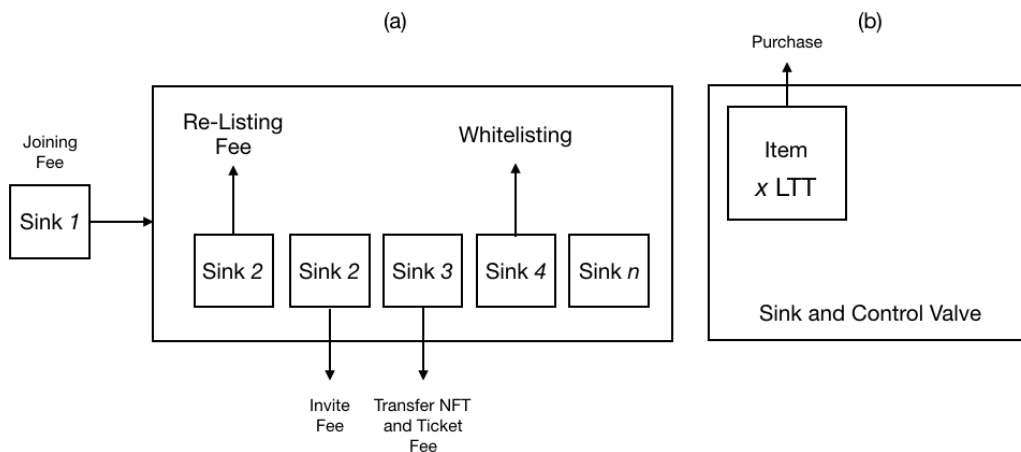 (a)
(b)
Purchase
Joining
Fee
Sink 1
Re-Listing
Fee
Whitelisting
Sink 2
Sink 2
Sink 3
Sink 4
Sink n
Invite
Fee
Transfer NFT
and Ticket
Fee
Item
x LTT
Sink and Control Valve